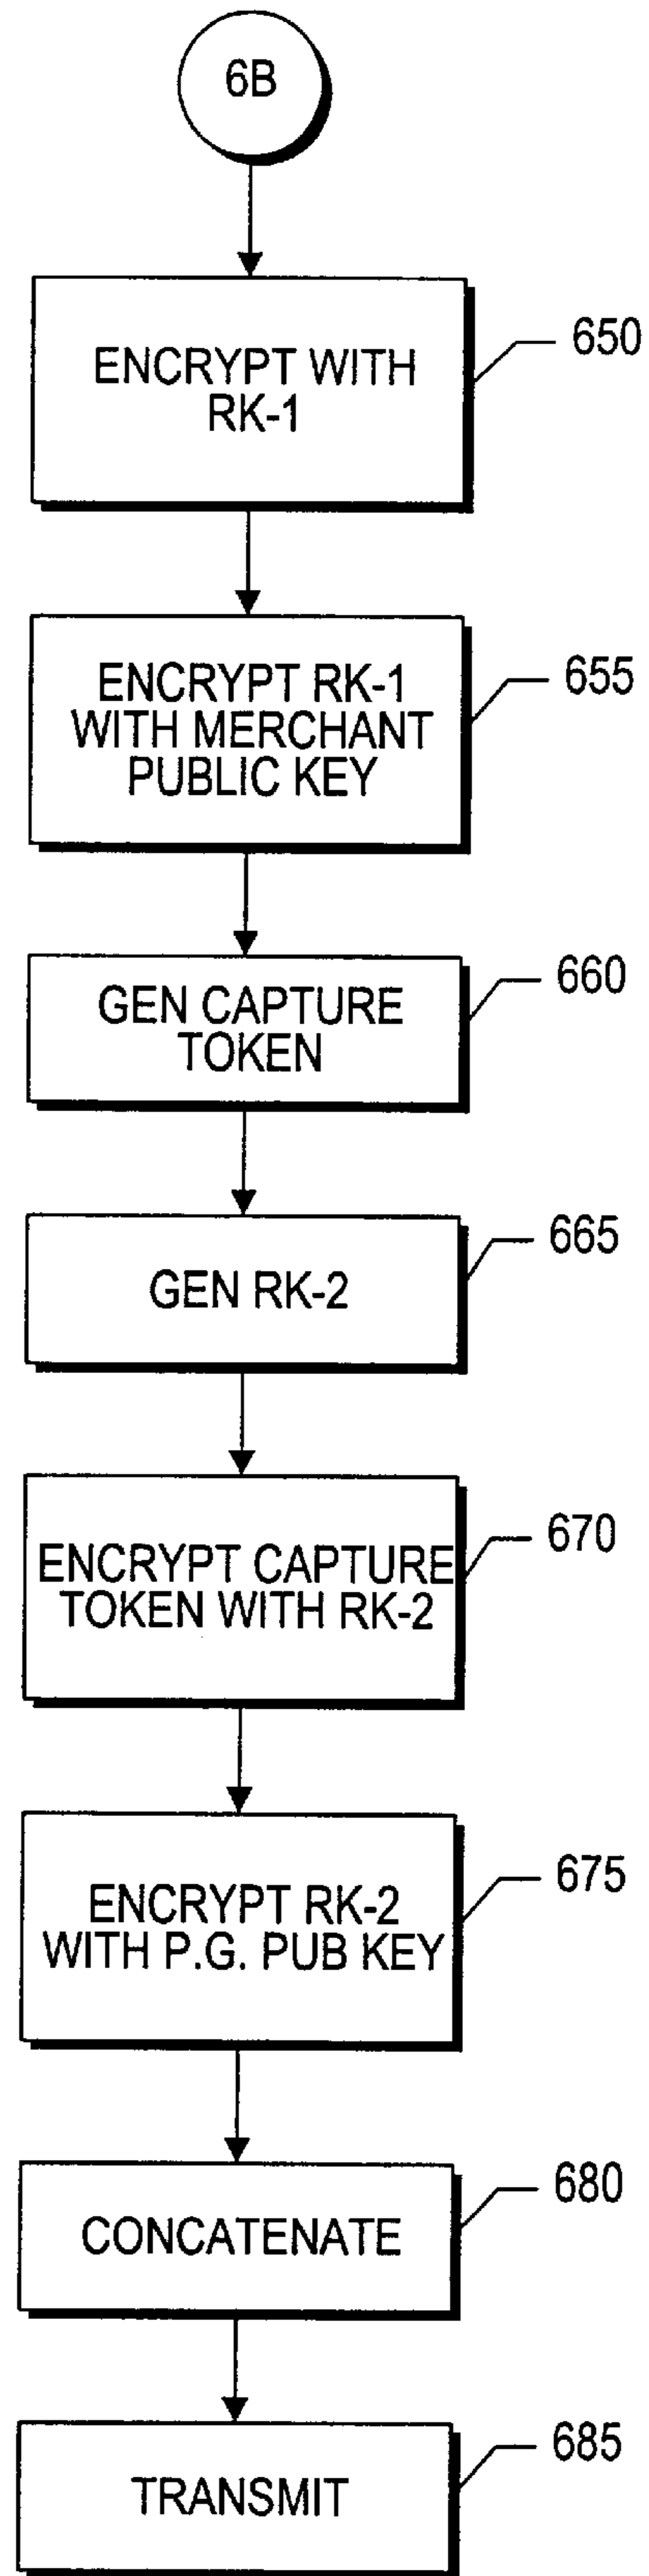 6B
ENCRYPT WITH
RK-1
650
ENCRYPT RK-1
WITH MERCHANT
PUBLIC KEY
655
GEN CAPTURE
TOKEN
660
GEN RK-2
665
ENCRYPT CAPTURE
TOKEN WITH RK-2
670
ENCRYPT RK-2
WITH P.G. PUB KEY
675
CONCATENATE
680
TRANSMIT
685